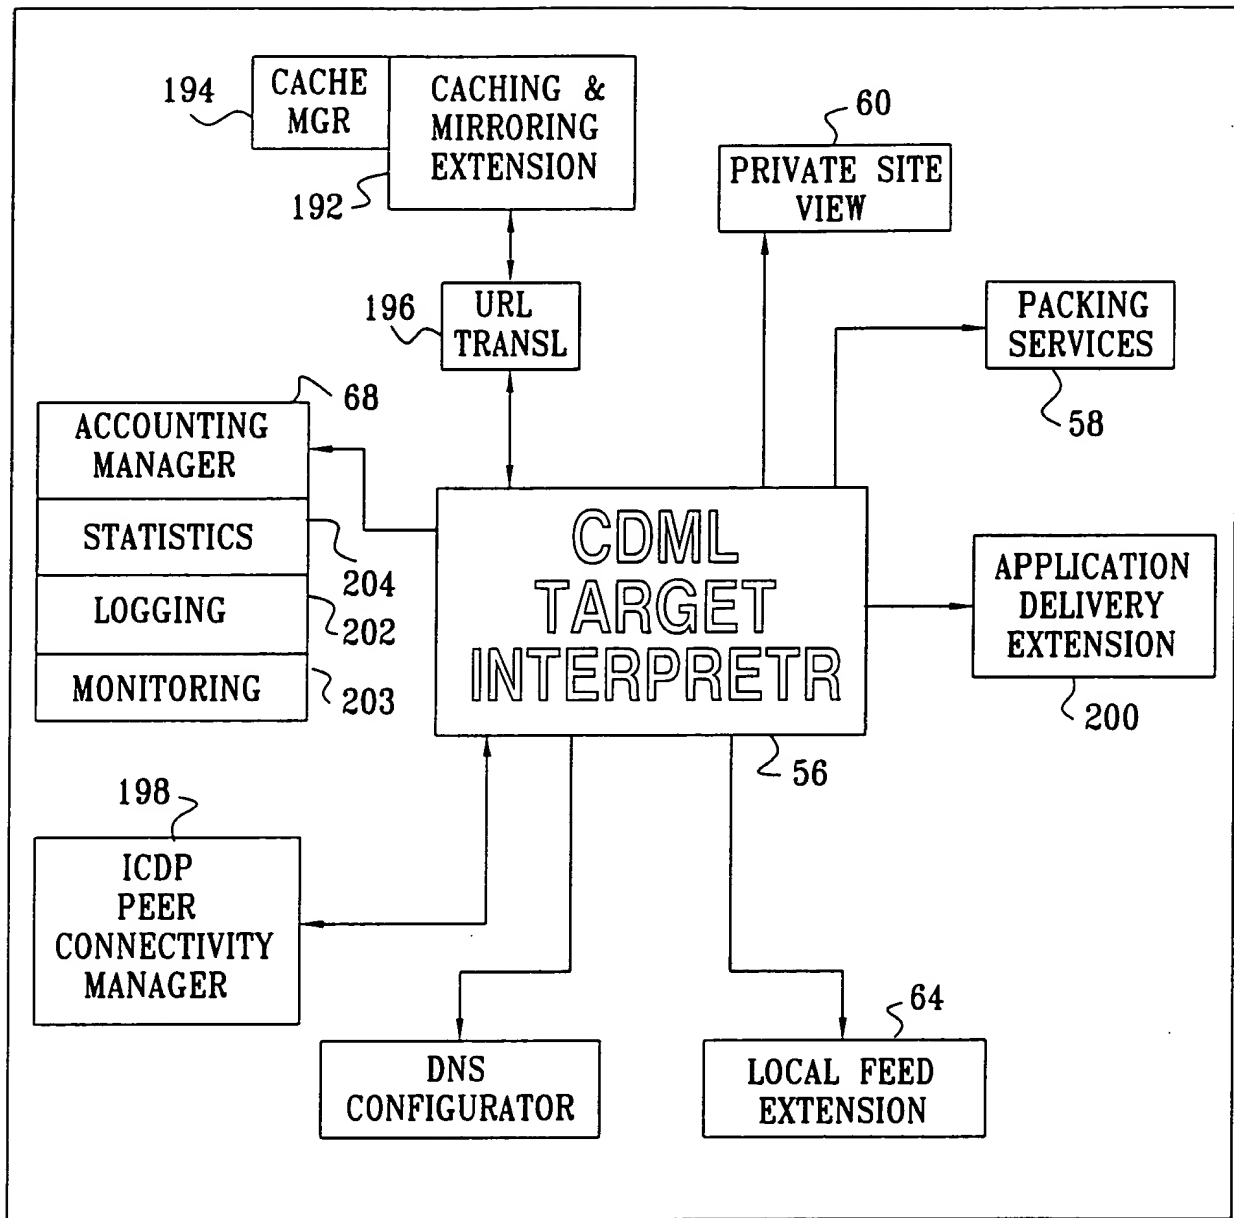 194
CACHE
MGR
CACHING &
MIRRORING
EXTENSION
192
60
PRIVATE SITE
VIEW
196
URL
TRANSL
PACKING
SERVICES
58
68
ACCOUNTING
MANAGER
STATISTICS
204
LOGGING
202
MONITORING
203
CDML
TARGET
INTERPRETR
56
APPLICATION
DELIVERY
EXTENSION
200
198
ICDP
PEER
CONNECTIVITY
MANAGER
DNS
CONFIGURATOR
64
LOCAL FEED
EXTENSION